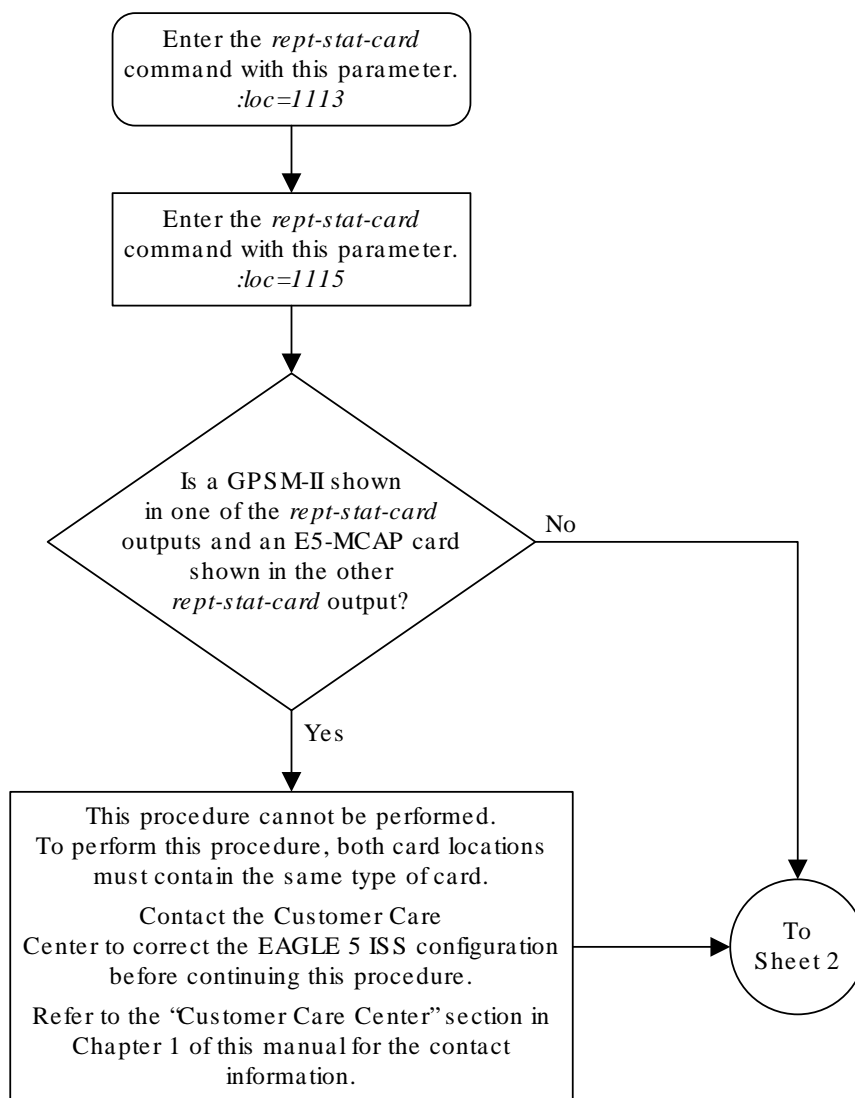 Enter the rept-stat-card
command with this parameter.
:loc=1113
Enter the rept-stat-card
command with this parameter.
:loc=1115
Is a GPSM-II shown
in one of the rept-stat-card
outputs and an E5-MCAP card
shown in the other
rept-stat-card output?
No
Yes
This procedure cannot be performed.
To perform this procedure, both card locations
must contain the same type of card.
Contact the Customer Care
Center to correct the EAGLE 5 ISS configuration
before continuing this procedure.
Refer to the “Customer Care Center” section in
Chapter 1 of this manual for the contact
information.
To
Sheet 2